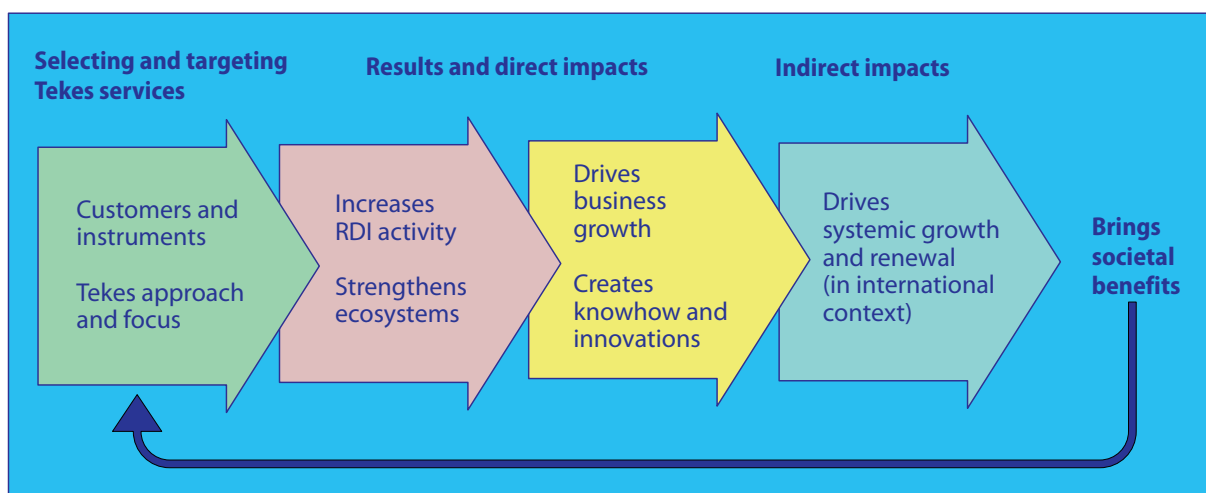 Selecting and targeting
Tekes services
Results and direct impacts
Indirect impacts
Customers and
instruments
Tekes approach
and focus
Increases
RDI activity
Strengthens
ecosystems
Drives
business
growth
Creates
knowhow and
innovations
Drives
systemic growth
and renewal
(in international
context)
Brings
societal
benefits